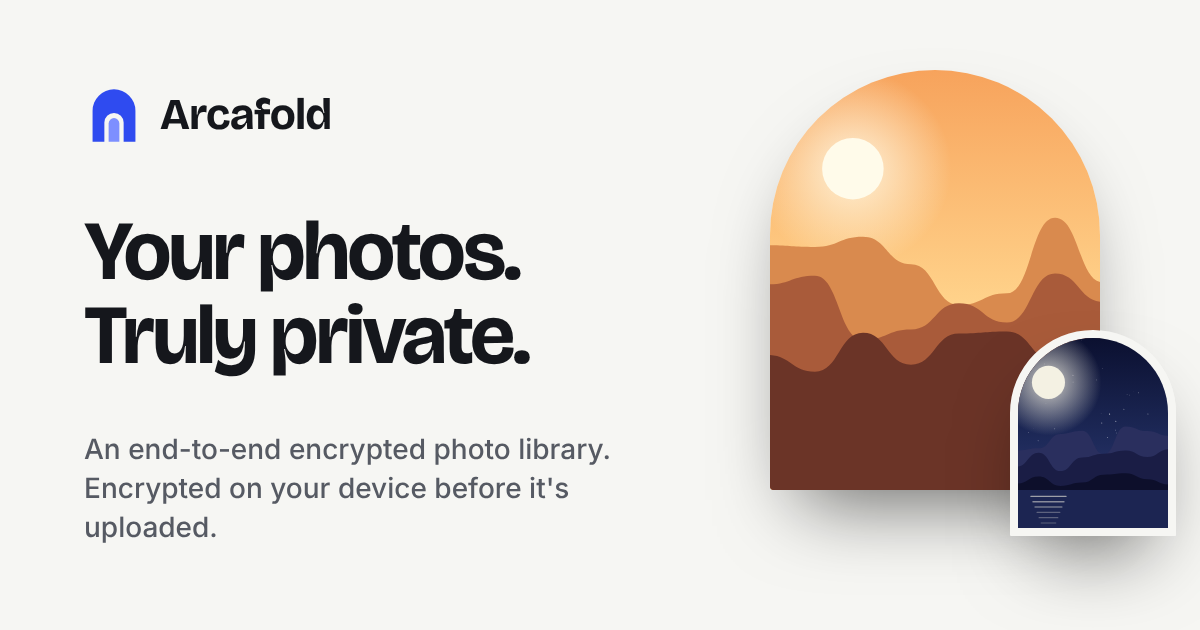 Arcafold
Your photos.
Truly private.
An end-to-end encrypted photo library.
Encrypted on your device before it's
uploaded.